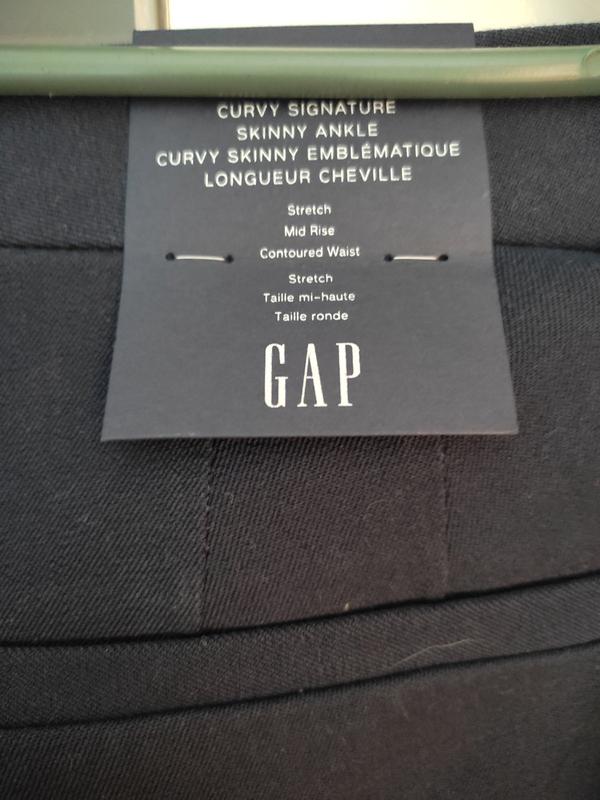 CURVY SIGNATURE
SKINNY ANKLE
CURVY SKINNY EMBLÉMATIQUE
LONGUEUR CHEVILLE
Stretch
Mid Rise
Contoured Waist
Stretch
Taille mi-haute
Taille ronde
GAP